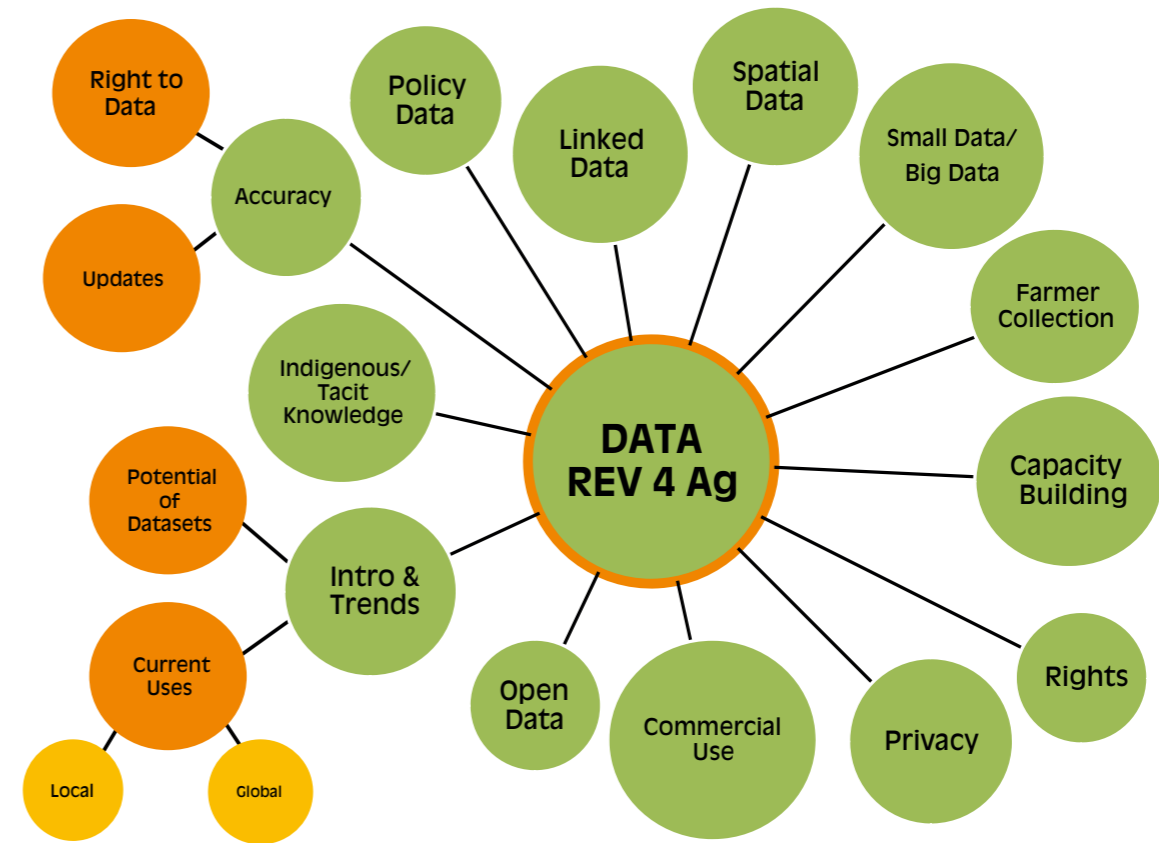 Right to
Data
Policy
Data
Linked
Data
Spatial
Data
Small Data/
Big Data
Accuracy
Updates
Farmer
Collection
Indigenous/
Tacit
Knowledge
DATA
REV 4 Ag
Capacity
Building
Potential
of
Datasets
Intro &
Trends
Current
Uses
Local
Global
Open
Data
Commercial
Use
Privacy
Rights